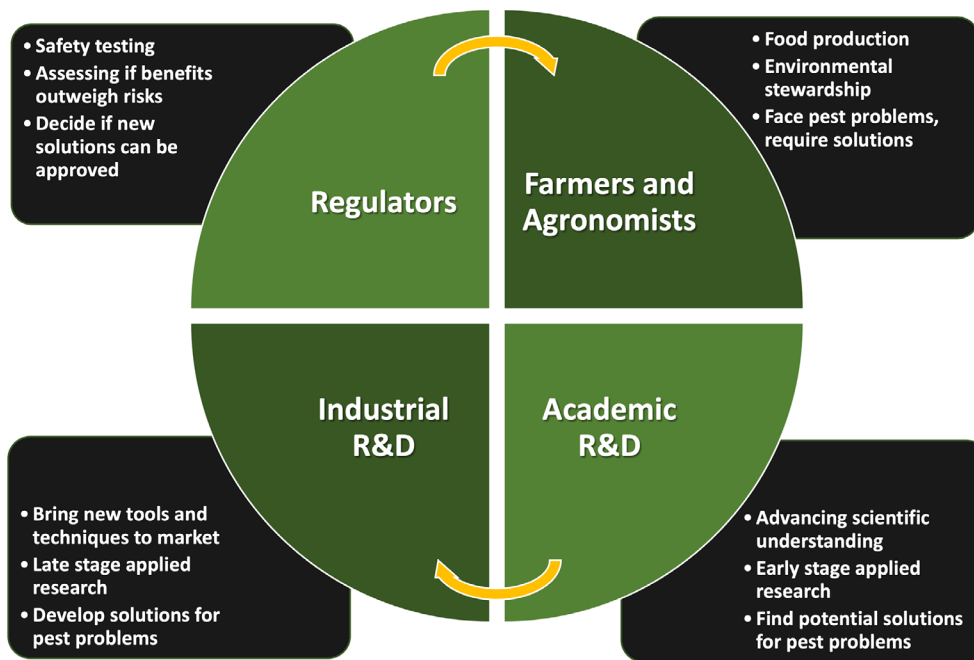 • Safety testing
• Assessing if benefits
outweigh risks
• Decide if new
solutions can be
approved
• Food production
• Environmental
stewardship
• Face pest problems,
require solutions
Regulators
Farmers and
Agronomists
Industrial
R&D
Academic
R&D
• Bring new tools and
techniques to market
• Late stage applied
research
• Develop solutions for
pest problems
• Advancing scientific
understanding
• Early stage applied
research
• Find potential solutions
for pest problems